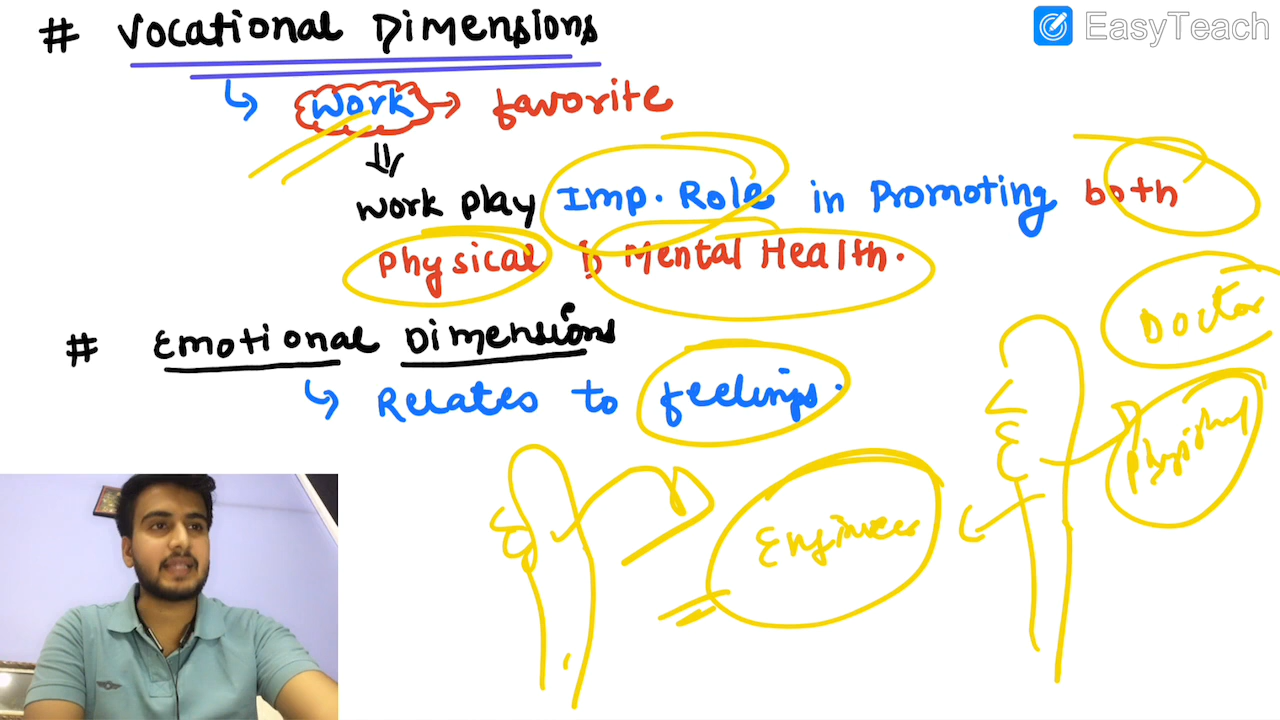 EasyTeach
# Vocational Dimensions
↳ Work → favorite
⇓
Work play Imp. Role in Promoting both
Physical & Mental Health.
# Emotional Dimensions
↳ Relates to feelings.
Doctor
Engineer